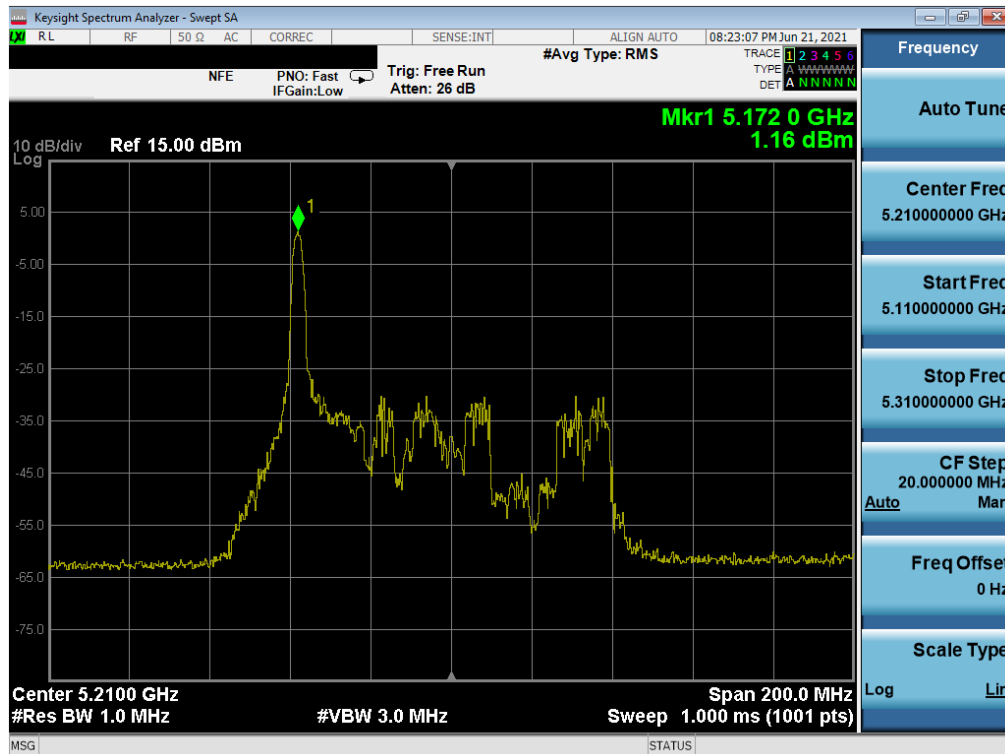 Keysight Spectrum Analyzer - Swept SA
LXI RL RF 50 Ω AC CORREC SENSE:INT ALIGN AUTO 08:23:07 PM Jun 21, 2021
#Avg Type: RMS TRACE 1 2 3 4 5 6
NFE PNO: Fast Trig: Free Run TYPE A WWWWW
IFGain:Low Atten: 26 dB DET A N N N N N
Mkr1 5.172 0 GHz
1.16 dBm
10 dB/div Ref 15.00 dBm
Log
1
5.00
-5.00
-15.0
-25.0
-35.0
-45.0
-55.0
-65.0
-75.0
Center 5.2100 GHz Span 200.0 MHz
#Res BW 1.0 MHz #VBW 3.0 MHz Sweep 1.000 ms (1001 pts)
MSG STATUS
Frequency
Auto Tune
Center Freq
5.210000000 GHz
Start Freq
5.110000000 GHz
Stop Freq
5.310000000 GHz
CF Step
20.000000 MHz
Auto Man
Freq Offset
0 Hz
Scale Type
Log Lin